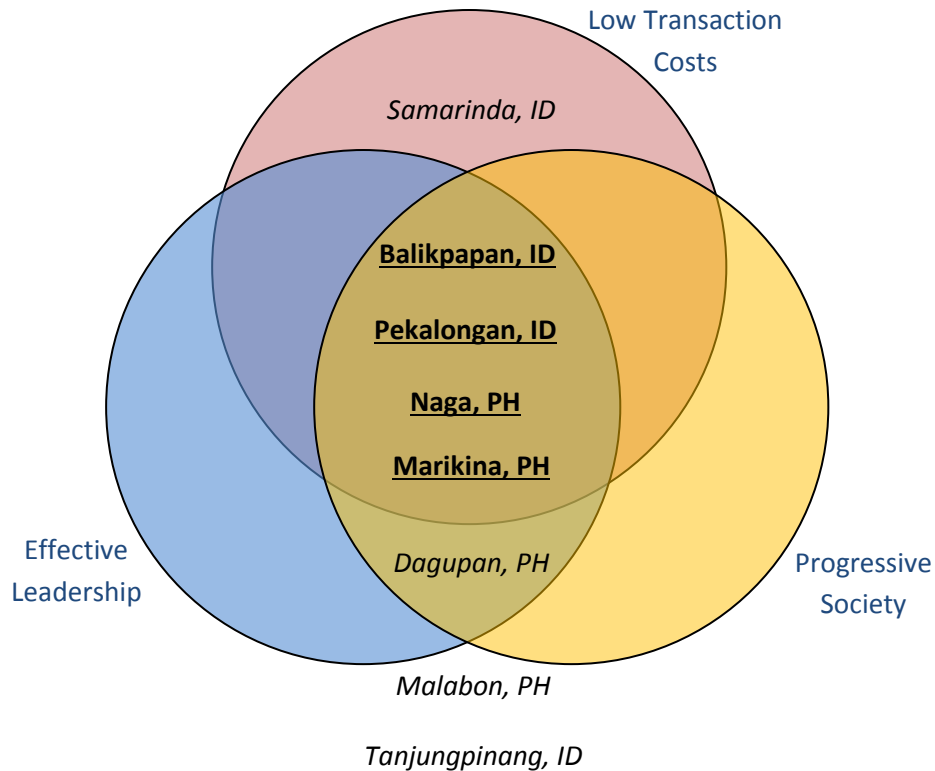 Low Transaction
Costs
Samarinda, ID
Balikpapan, ID
Pekalongan, ID
Naga, PH
Marikina, PH
Effective
Leadership
Dagupan, PH
Progressive
Society
Malabon, PH
Tanjungpinang, ID